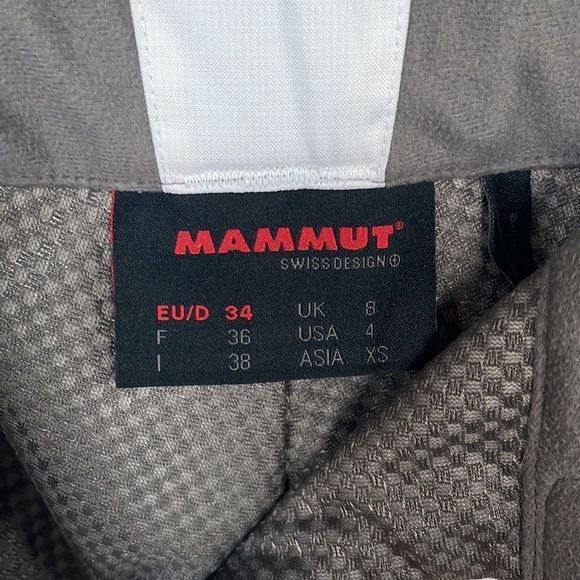 MAMMUT®
SWISS DESIGN
EU/D 34 UK 8
F 36 USA 4
I 38 ASIA XS